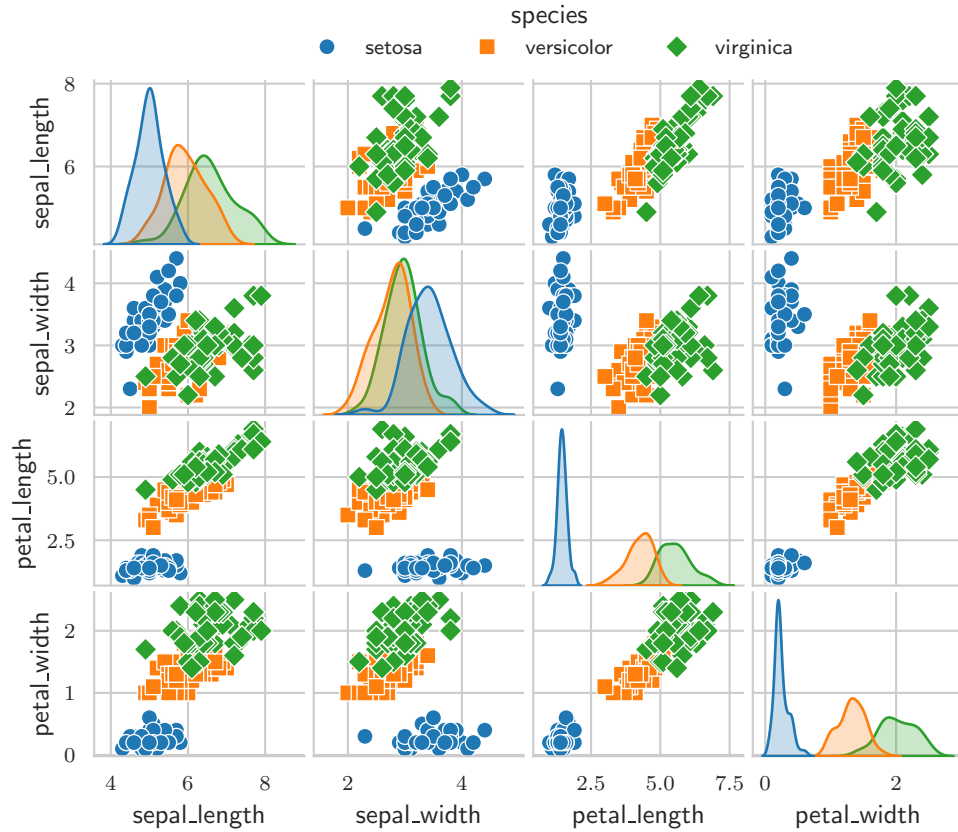 species
setosa versicolor virginica
8
6
sepal_length
4
3
2
sepal_width
5.0
2.5
petal_length
2
1
0
petal_width
4 6 8 2 4 2.5 5.0 7.5 0 2
sepal_length sepal_width petal_length petal_width